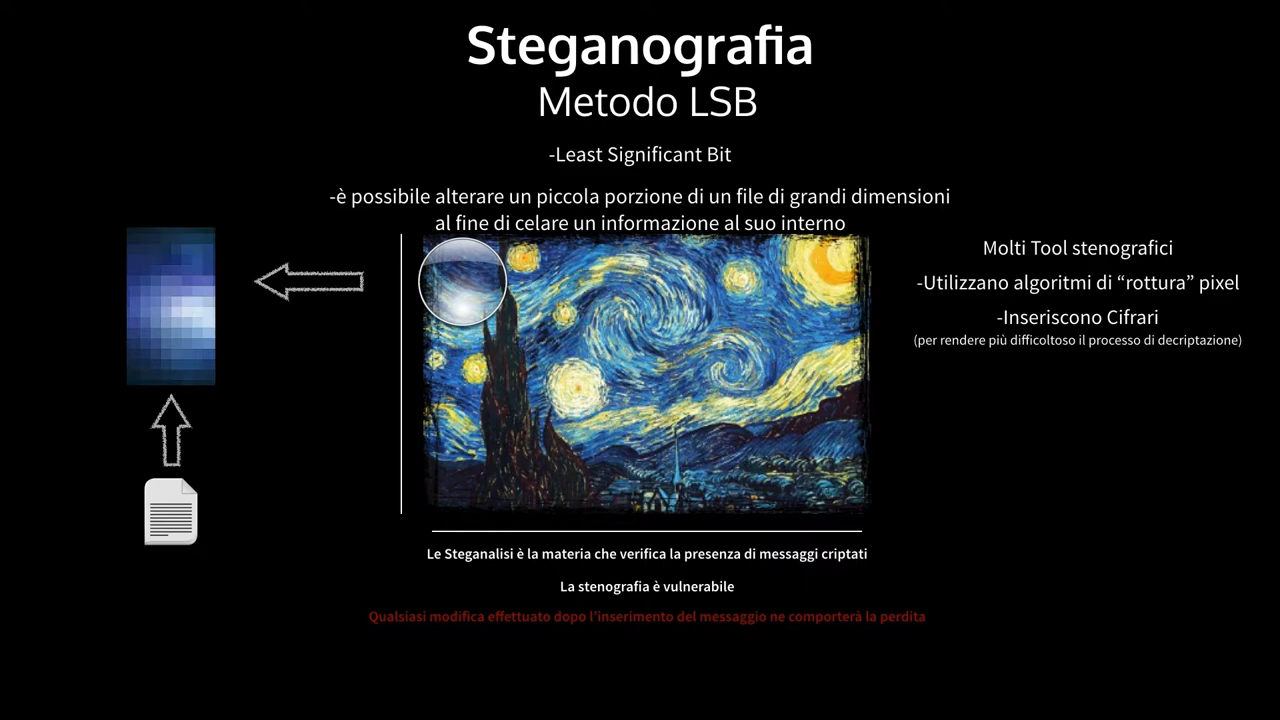 Steganografia
Metodo LSB
-Least Significant Bit
-è possibile alterare un piccola porzione di un file di grandi dimensioni
al fine di celare un informazione al suo interno
Molti Tool stenografici
-Utilizzano algoritmi di “rottura” pixel
-Inseriscono Cifrari
(per rendere più difficoltoso il processo di decriptazione)
Le Steganalisi è la materia che verifica la presenza di messaggi criptati
La stenografia è vulnerabile
Qualsiasi modifica effettuato dopo l’inserimento del messaggio ne comporterà la perdita